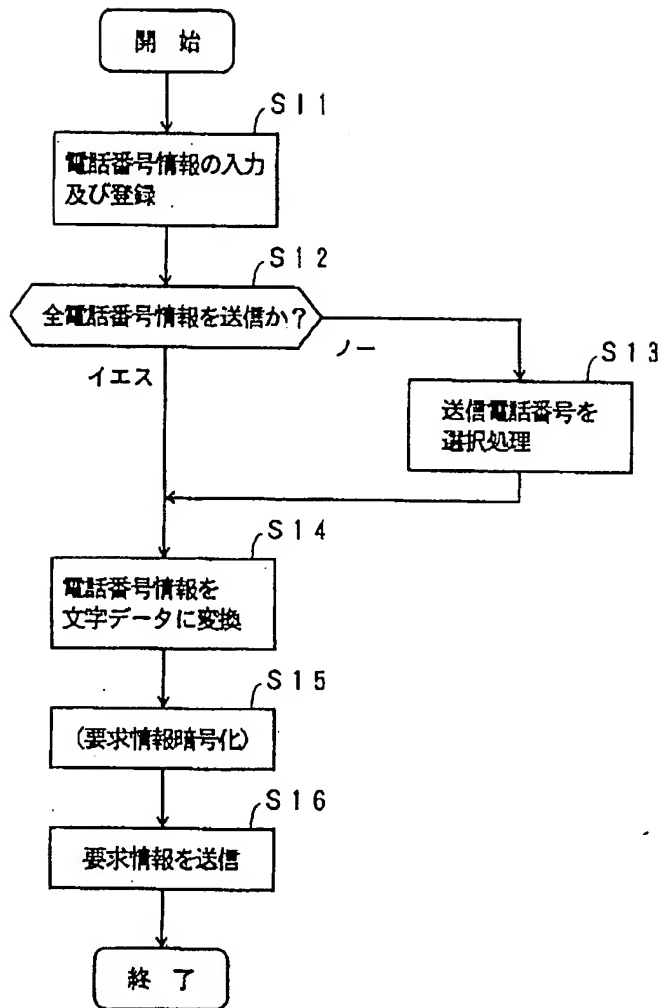 開 始
S11
電話番号情報の入力
及び登録
S12
全電話番号情報を送信か?
ノー
イエス
S13
送信電話番号を
選択処理
S14
電話番号情報を
文字データに変換
S15
(要求情報暗号化)
S16
要求情報を送信
終 了